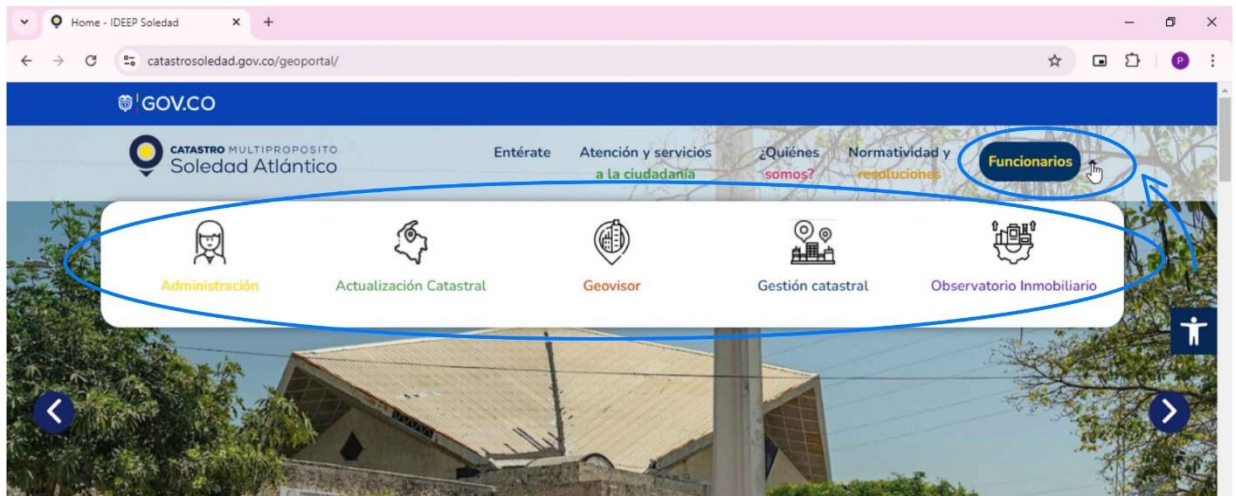 Home - IDEEP Soledad
catastrosoledad.gov.co/geoportal/
P
GOV.CO
CATASTRO MULTIPROPOSITO
Soledad Atlántico
Entérate
Atención y servicios
a la ciudadanía
¿Quiénes
somos?
Normatividad y
resoluciones
Funcionarios
Administración
Actualización Catastral
Geovisor
Gestión catastral
Observatorio Inmobiliario